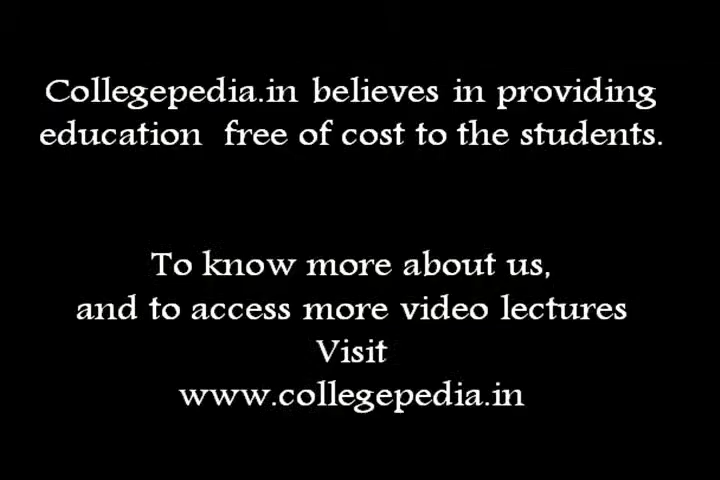 Collegepedia.in believes in providing
education free of cost to the students.
To know more about us,
and to access more video lectures
Visit
www.collegepedia.in